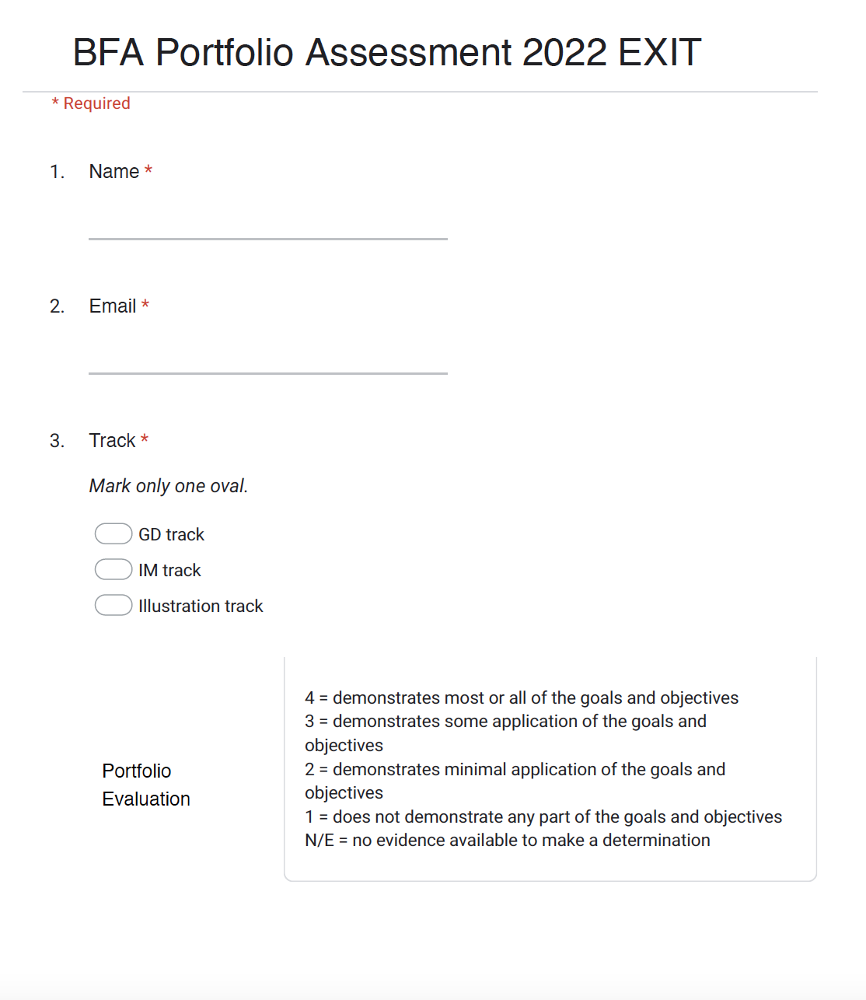 BFA Portfolio Assessment 2022 EXIT
* Required
1. Name *
2. Email *
3. Track *
Mark only one oval.
GD track
IM track
Illustration track
Portfolio
Evaluation
4 = demonstrates most or all of the goals and objectives
3 = demonstrates some application of the goals and
objectives
2 = demonstrates minimal application of the goals and
objectives
1 = does not demonstrate any part of the goals and objectives
N/E = no evidence available to make a determination